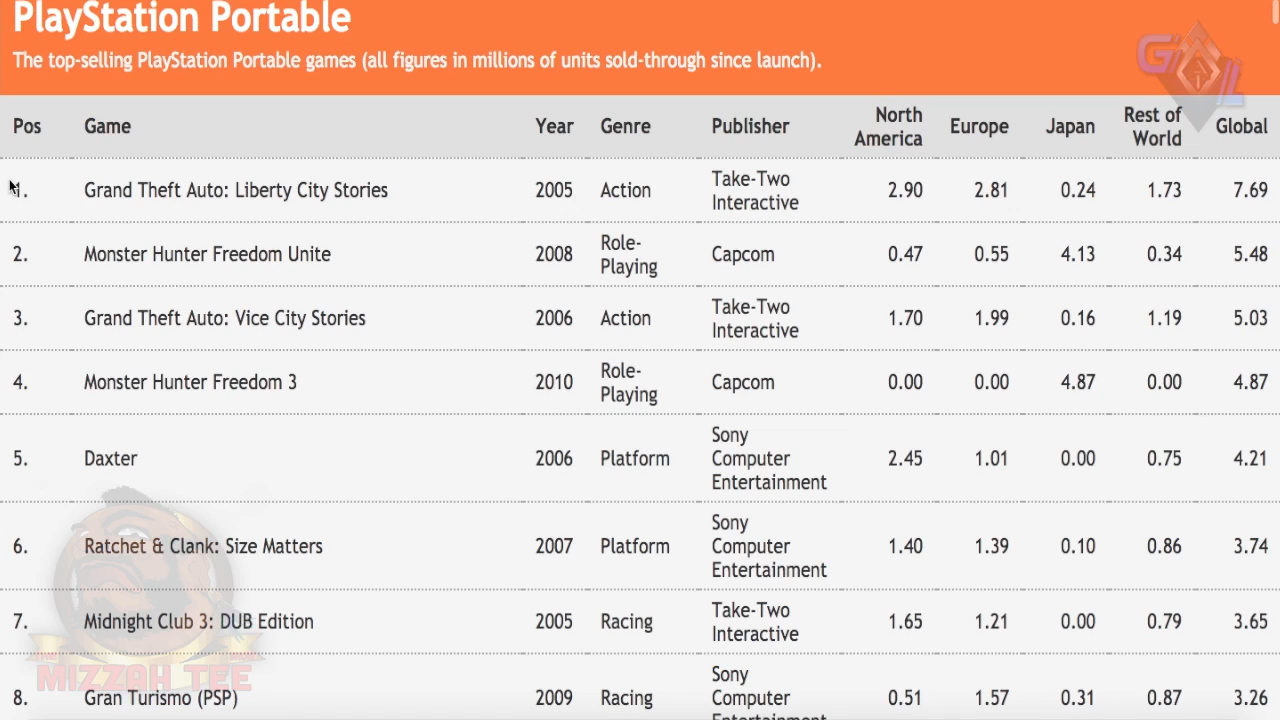 PlayStation Portable
The top-selling PlayStation Portable games (all figures in millions of units sold-through since launch).
Pos Game Year Genre Publisher North America Europe Japan Rest of World Global
1. Grand Theft Auto: Liberty City Stories 2005 Action Take-Two Interactive 2.90 2.81 0.24 1.73 7.69
2. Monster Hunter Freedom Unite 2008 Role-Playing Capcom 0.47 0.55 4.13 0.34 5.48
3. Grand Theft Auto: Vice City Stories 2006 Action Take-Two Interactive 1.70 1.99 0.16 1.19 5.03
4. Monster Hunter Freedom 3 2010 Role-Playing Capcom 0.00 0.00 4.87 0.00 4.87
5. Daxter 2006 Platform Sony Computer Entertainment 2.45 1.01 0.00 0.75 4.21
6. Ratchet & Clank: Size Matters 2007 Platform Sony Computer Entertainment 1.40 1.39 0.10 0.86 3.74
7. Midnight Club 3: DUB Edition 2005 Racing Take-Two Interactive 1.65 1.21 0.00 0.79 3.65
8. Gran Turismo (PSP) 2009 Racing Sony Computer Entertainment 0.51 1.57 0.31 0.87 3.26
MIZZAH TEE